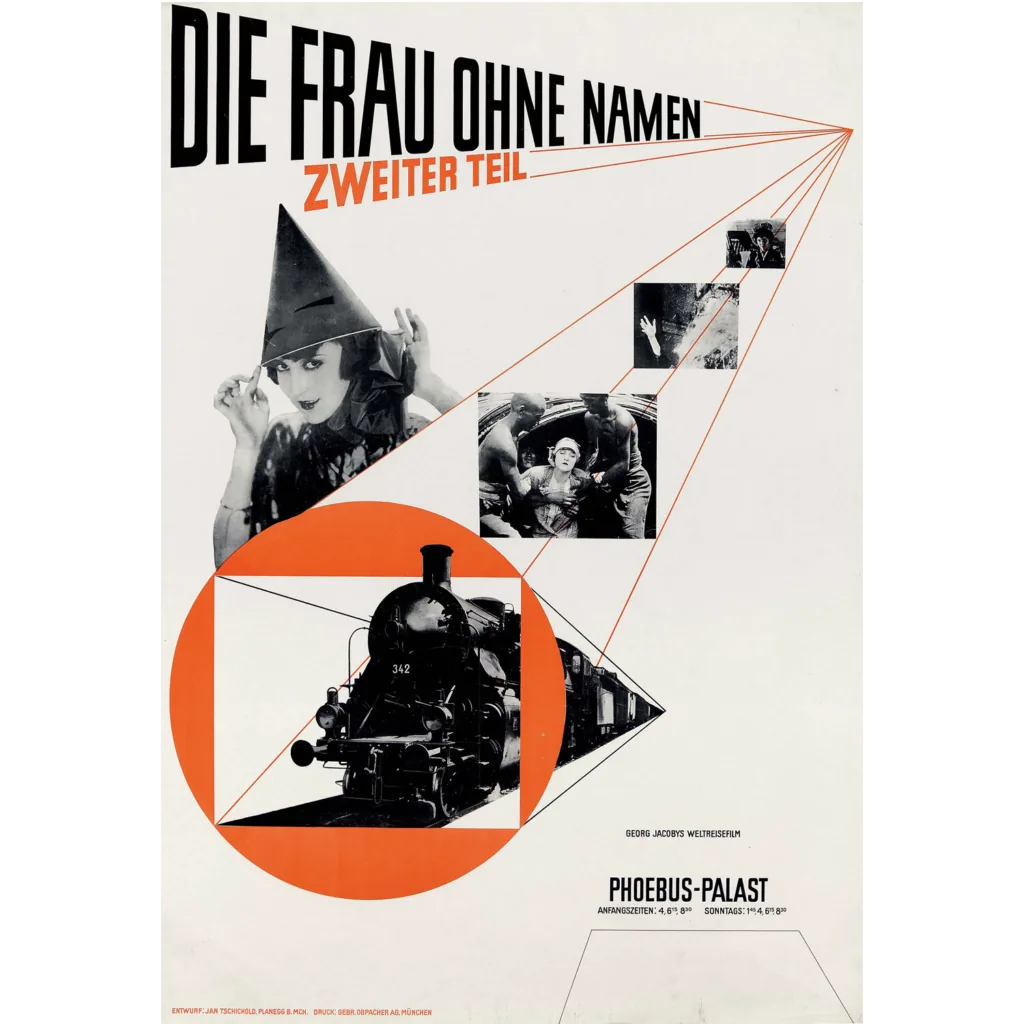 DIE FRAU OHNE NAMEN
ZWEITER TEIL
342
GEORG JACOBYS WELTREISEFILM
PHOEBUS-PALAST
ANFANGSZEITEN: 4, 6¹⁵, 8³⁰ SONNTAGS: 1⁴⁵, 4, 6¹⁵, 8³⁰
ENTWURF: JAN TSCHICHOLD, PLANEGG B. MCH. DRUCK: GEBR. OBPACHER AG, MÜNCHEN